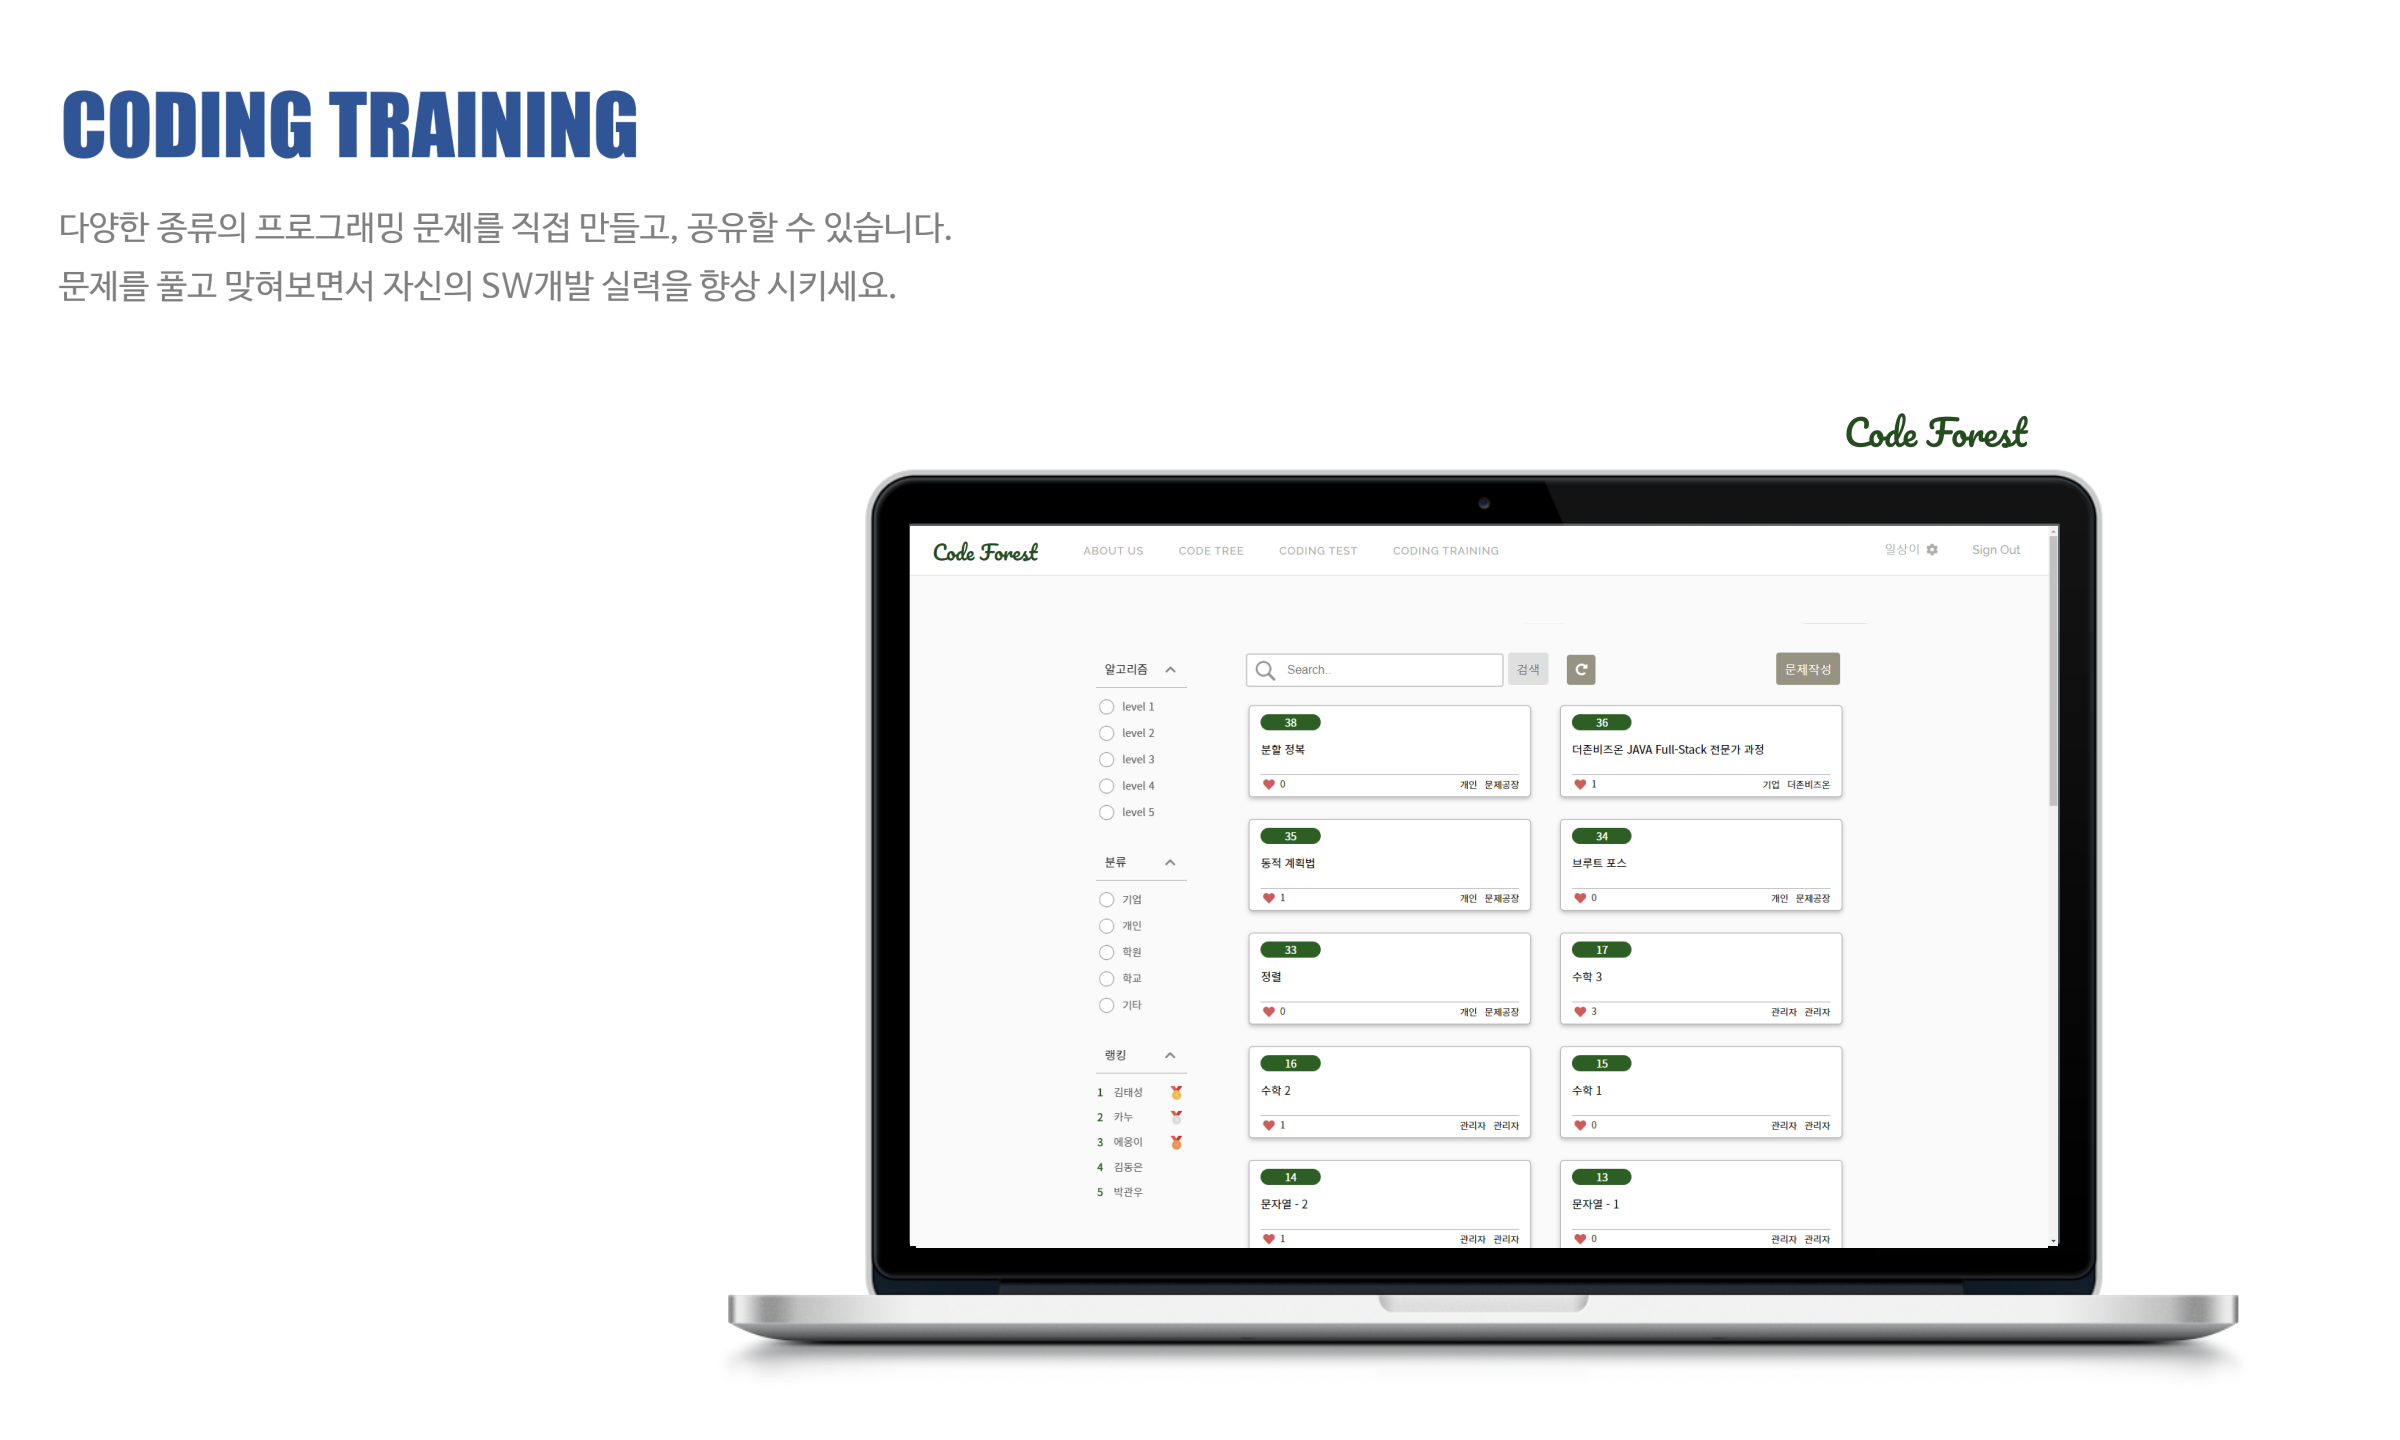 CODING TRAINING
다양한 종류의 프로그래밍 문제를 직접 만들고, 공유할 수 있습니다.
문제를 풀고 맞혀보면서 자신의 SW개발 실력을 향상 시키세요.
Code Forest
Code Forest ABOUT US CODE TREE CODING TEST CODING TRAINING 일상이 Sign Out
알고리즘
level 1
level 2
level 3
level 4
level 5
분류
기업
개인
학원
학교
기타
랭킹
1 김태성
2 카누
3 에옹이
4 김동은
5 박관우
Search.. 검색 문제작성
38
분할 정복
0 개인 문제공장
36
더존비즈온 JAVA Full-Stack 전문가 과정
1 기업 더존비즈온
35
동적 계획법
1 개인 문제공장
34
브루트 포스
0 개인 문제공장
33
정렬
0 개인 문제공장
17
수학 3
3 관리자 관리자
16
수학 2
1 관리자 관리자
15
수학 1
0 관리자 관리자
14
문자열 - 2
1 관리자 관리자
13
문자열 - 1
0 관리자 관리자